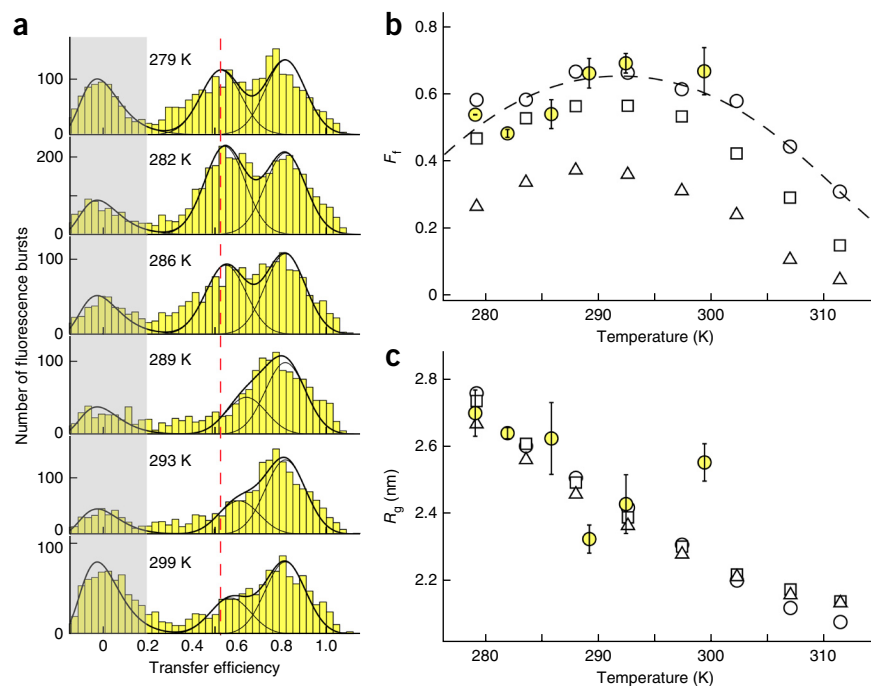 a
279 K
100
0
282 K
200
0
286 K
100
0
289 K
100
0
293 K
100
0
299 K
100
0
0 0.2 0.4 0.6 0.8 1.0
Transfer efficiency
Number of fluorescence bursts
b
0.8
0.6
0.4
0.2
0
Ff
280 290 300 310
Temperature (K)
c
2.8
2.6
2.4
2.2
Rg (nm)
280 290 300 310
Temperature (K)